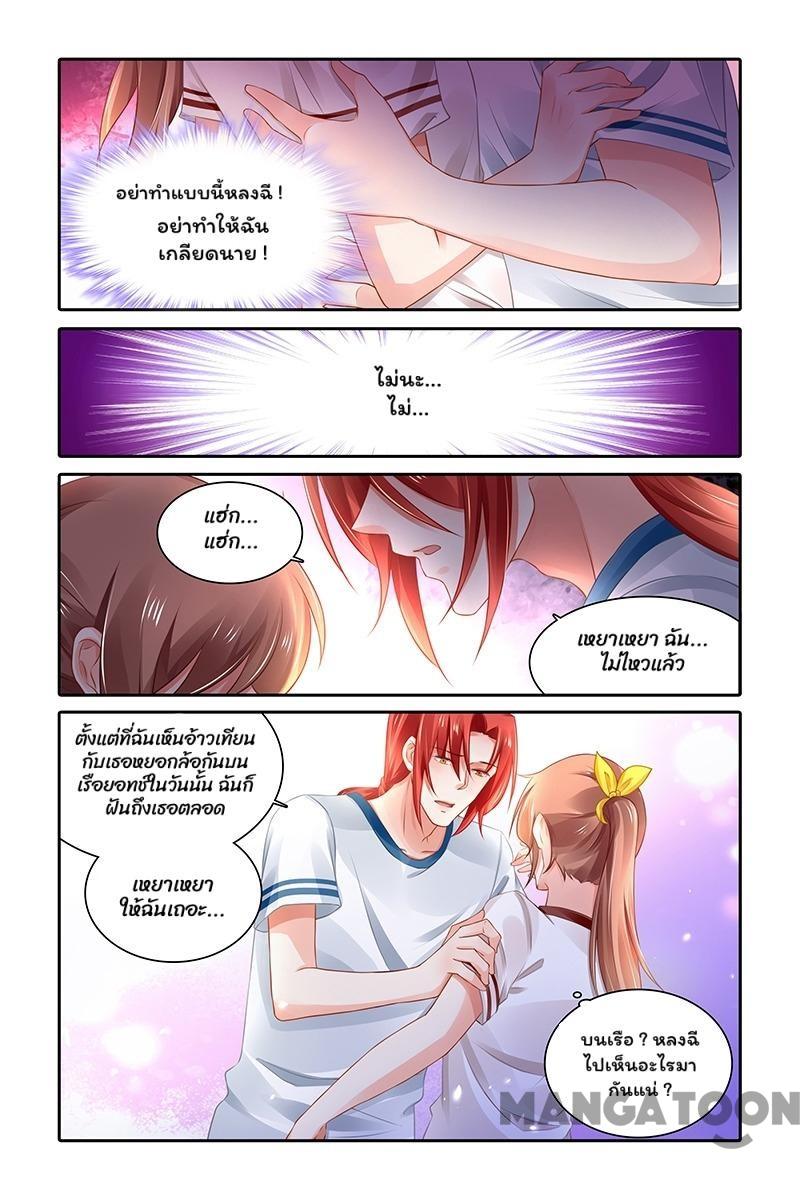 อย่าทำแบบนี้หลงฉี !
อย่าทำให้ฉัน
เกลียดนาย !
ไม่นะ...
ไม่...
แฮ่ก...
แฮ่ก...
เหยาเหยา ฉัน...
ไม่ไหวแล้ว
ตั้งแต่ที่ฉันเห็นอ้าวเทียน
กับเธอหยอกล้อกันบน
เรือยอทช์ในวันนั้น ฉันก็
ฝันถึงเธอตลอด
เหยาเหยา
ให้ฉันเถอะ...
บนเรือ ? หลงฉี
ไปเห็นอะไรมา
กันแน่ ?
MANGATOON